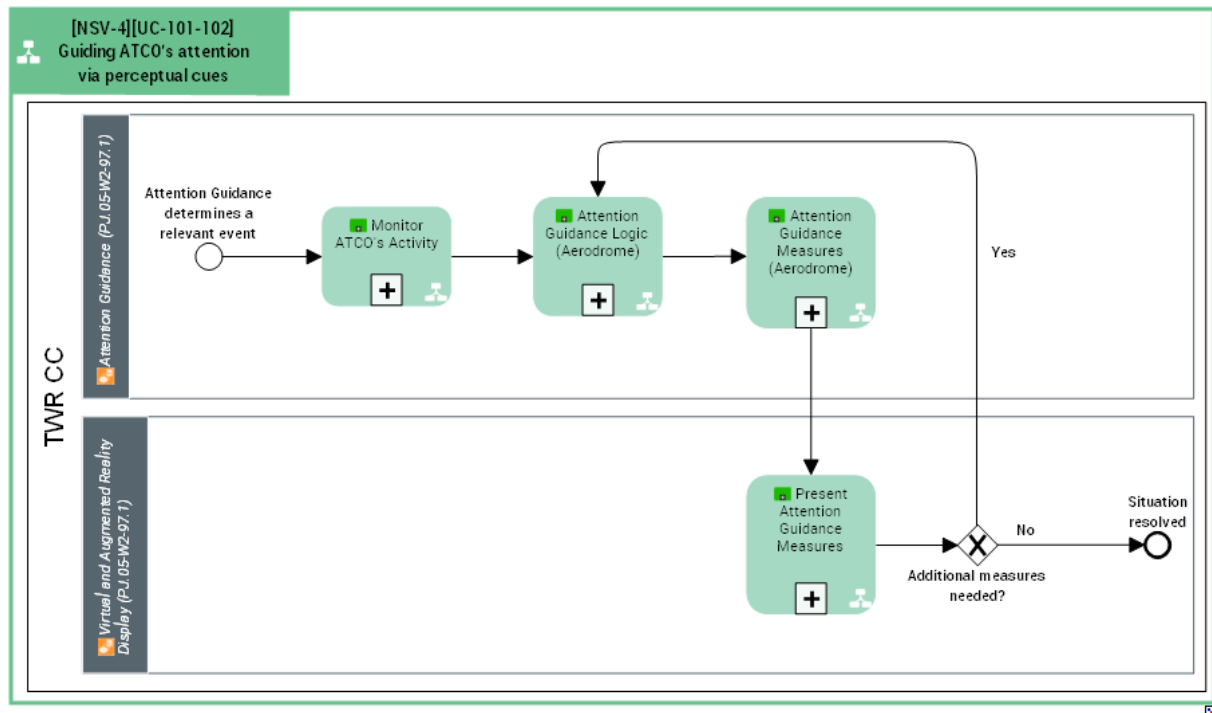 [NSV-4][UC-101-102]
Guiding ATCO's attention
via perceptual cues
TWR CC
Attention Guidance (PJ.05-W2-97.1)
Attention Guidance
determines a
relevant event
Monitor
ATCO's Activity
Attention
Guidance Logic
(Aerodrome)
Attention
Guidance
Measures
(Aerodrome)
Yes
Virtual and Augmented Reality
Display (PJ.05-W2-97.1)
Present
Attention
Guidance
Measures
No
Additional measures
needed?
Situation
resolved